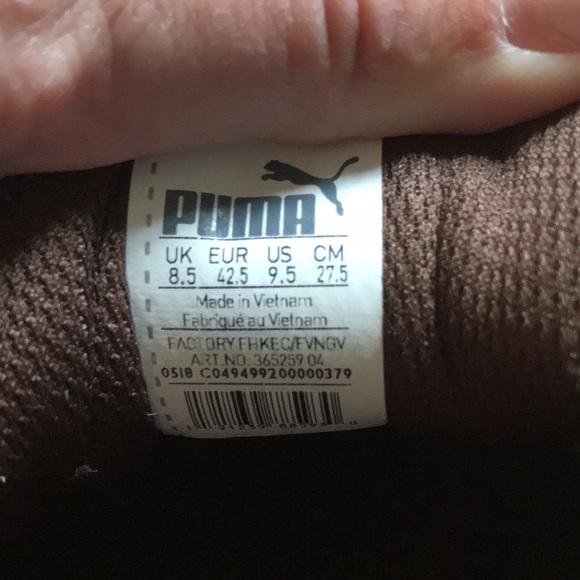 PUMA
UK EUR US CM
8.5 42.5 9.5 27.5
Made in Vietnam
Fabriqué au Vietnam
FACTORY FHKEC/FVNGV
ART.NO. 365259 04
0518 C049499200000379